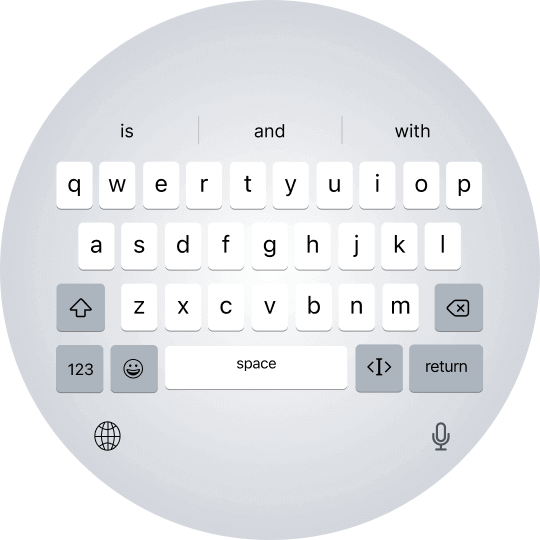 is and with
q w e r t y u i o p
a s d f g h j k l
z x c v b n m
123 space return